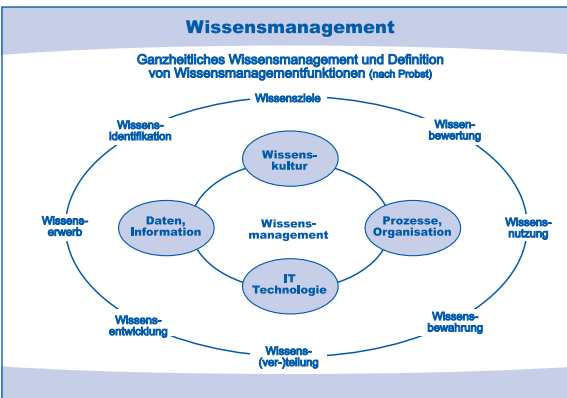 Wissensmanagement
Ganzheitliches Wissensmanagement und Definition
von Wissensmanagementfunktionen (nach Probst)
Wissensziele
Wissens-
identifikation
Wissen-
bewertung
Wissens-
kultur
Wissens-
erwerb
Daten,
Information
Wissens-
management
Prozesse,
Organisation
Wissens-
nutzung
IT
Technologie
Wissens-
entwicklung
Wissens-
bewahrung
Wissens-
(ver-)teilung